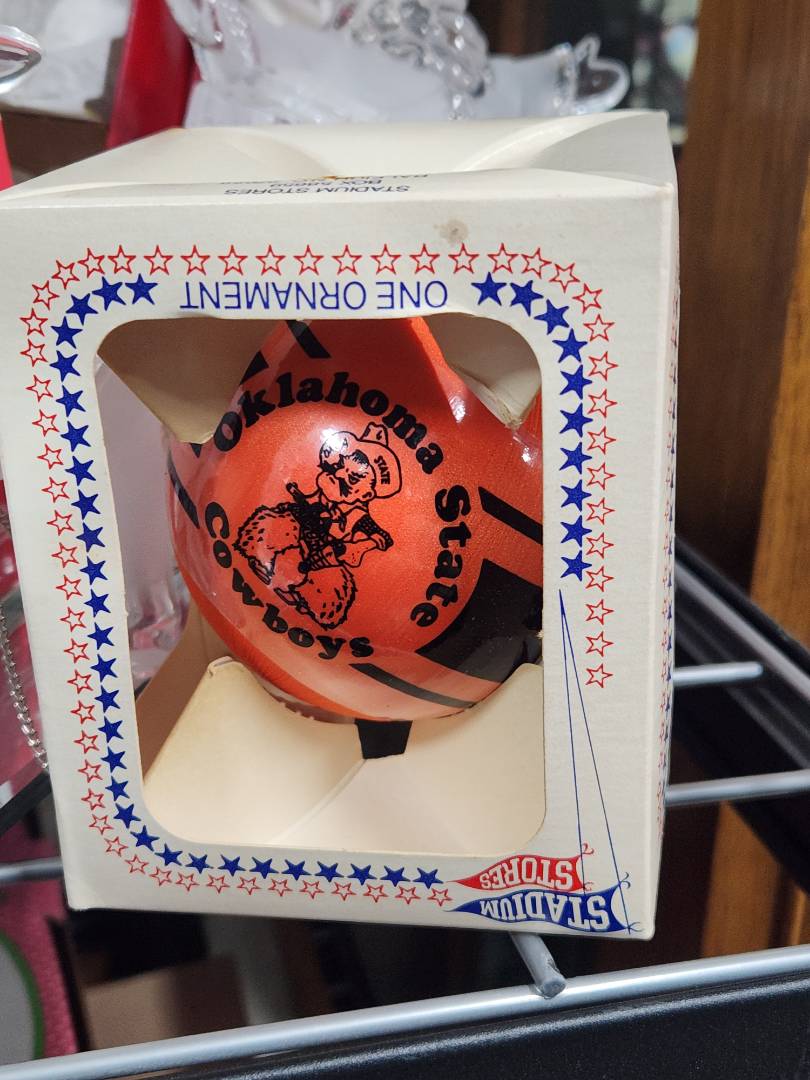 STADIUM STORES
ONE ORNAMENT
Oklahoma State
STATE
Cowboys
STADIUM
STORES